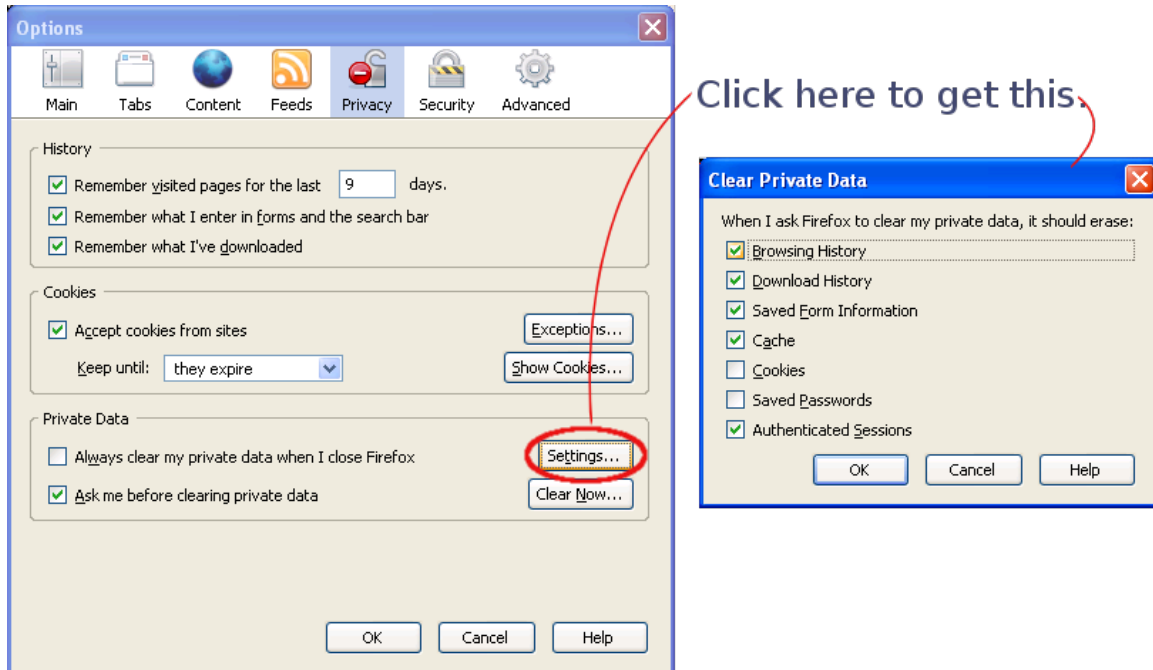 Options
Main Tabs Content Feeds Privacy Security Advanced
History
Remember visited pages for the last 9 days.
Remember what I enter in forms and the search bar
Remember what I've downloaded
Cookies
Accept cookies from sites Exceptions...
Keep until: they expire Show Cookies...
Private Data
Always clear my private data when I close Firefox Settings...
Ask me before clearing private data Clear Now...
OK Cancel Help
Click here to get this.
Clear Private Data
When I ask Firefox to clear my private data, it should erase:
Browsing History
Download History
Saved Form Information
Cache
Cookies
Saved Passwords
Authenticated Sessions
OK Cancel Help